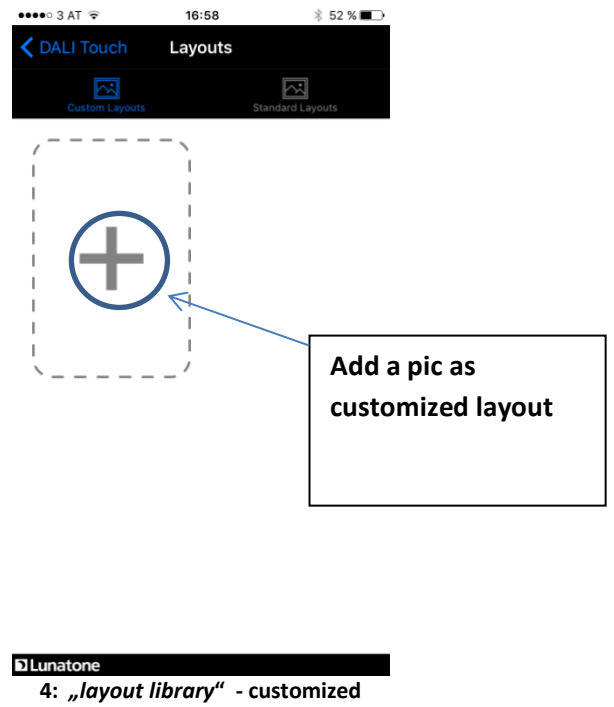 3 AT 16:58 52 %
DALI Touch Layouts
Custom Layouts Standard Layouts
Add a pic as
customized layout
Lunatone
4: „layout library“ - customized